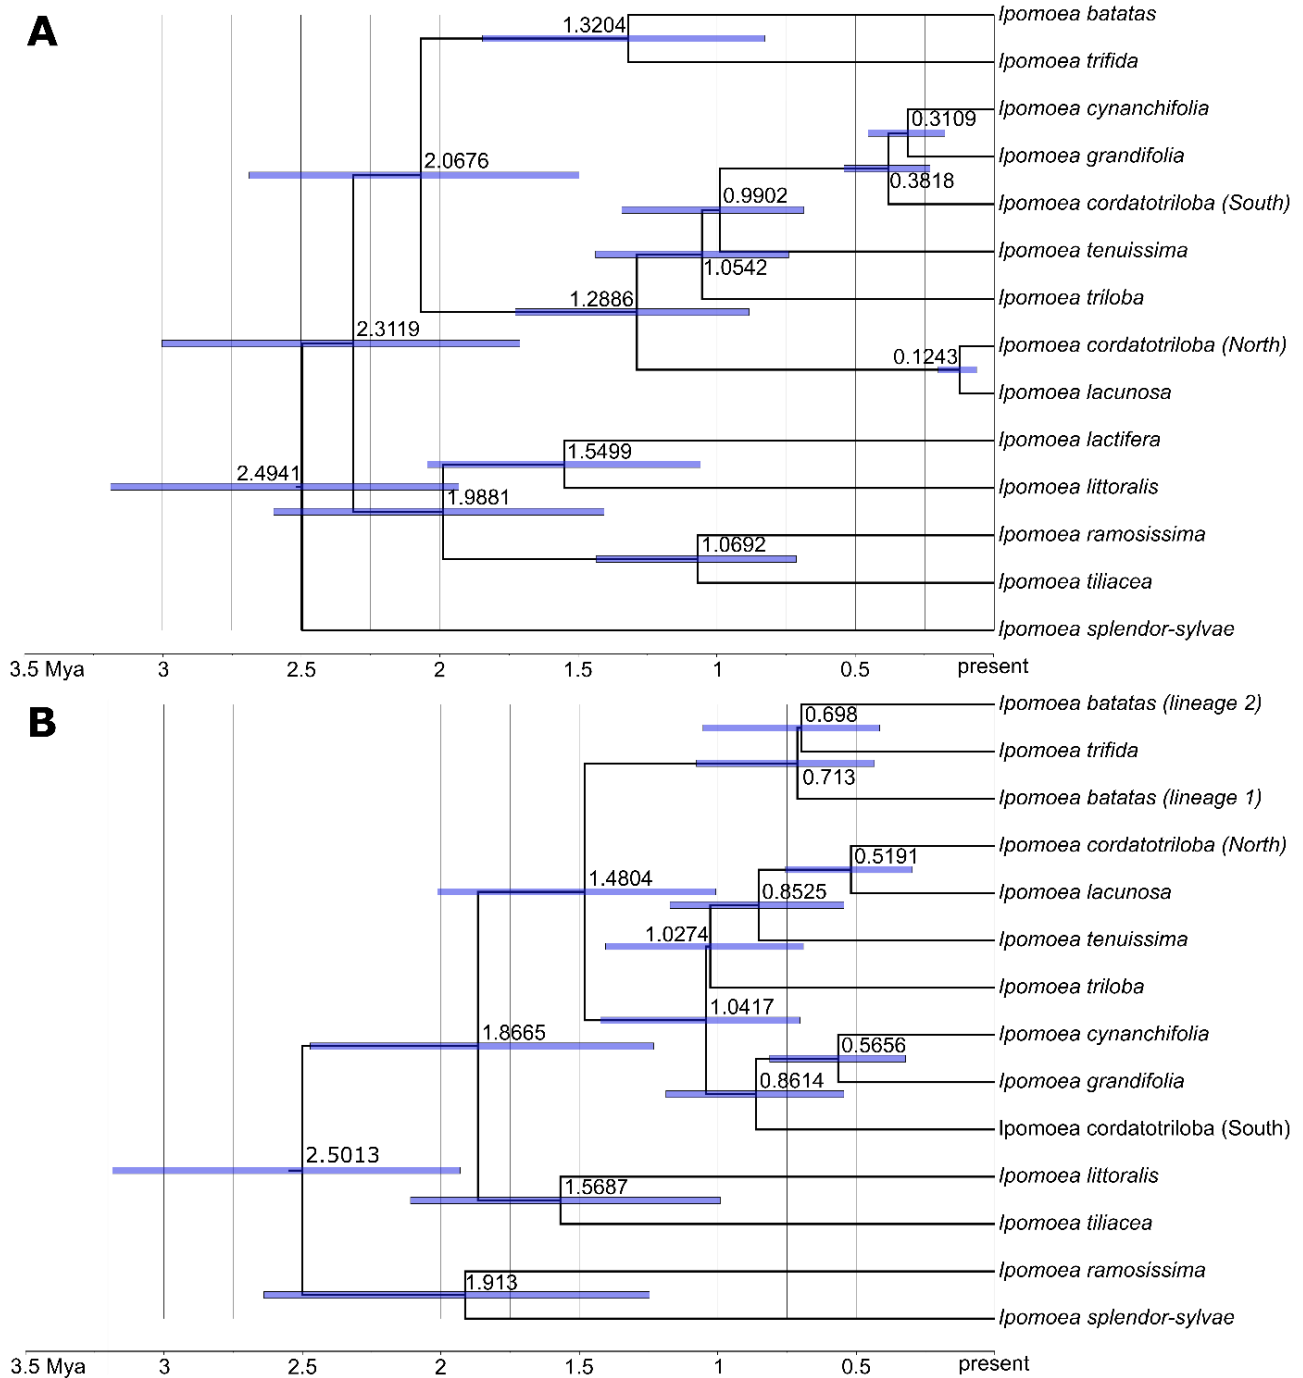 A
Ipomoea batatas
1.3204
Ipomoea trifida
Ipomoea cynanchifolia
0.3109
Ipomoea grandifolia
2.0676
0.3818
0.9902
Ipomoea cordatotriloba (South)
Ipomoea tenuissima
1.0542
1.2886
Ipomoea triloba
2.3119
Ipomoea cordatotriloba (North)
0.1243
Ipomoea lacunosa
Ipomoea lactifera
1.5499
2.4941
Ipomoea littoralis
1.9881
Ipomoea ramosissima
1.0692
Ipomoea tiliacea
Ipomoea splendor-sylvae
3.5 Mya 3 2.5 2 1.5 1 0.5 present
B
Ipomoea batatas (lineage 2)
0.698
Ipomoea trifida
0.713
Ipomoea batatas (lineage 1)
Ipomoea cordatotriloba (North)
0.5191
1.4804
0.8525
Ipomoea lacunosa
1.0274
Ipomoea tenuissima
Ipomoea triloba
1.0417
1.8665
Ipomoea cynanchifolia
0.5656
0.8614
Ipomoea grandifolia
Ipomoea cordatotriloba (South)
2.5013
Ipomoea littoralis
1.5687
Ipomoea tiliacea
Ipomoea ramosissima
1.913
Ipomoea splendor-sylvae
3.5 Mya 3 2.5 2 1.5 1 0.5 present